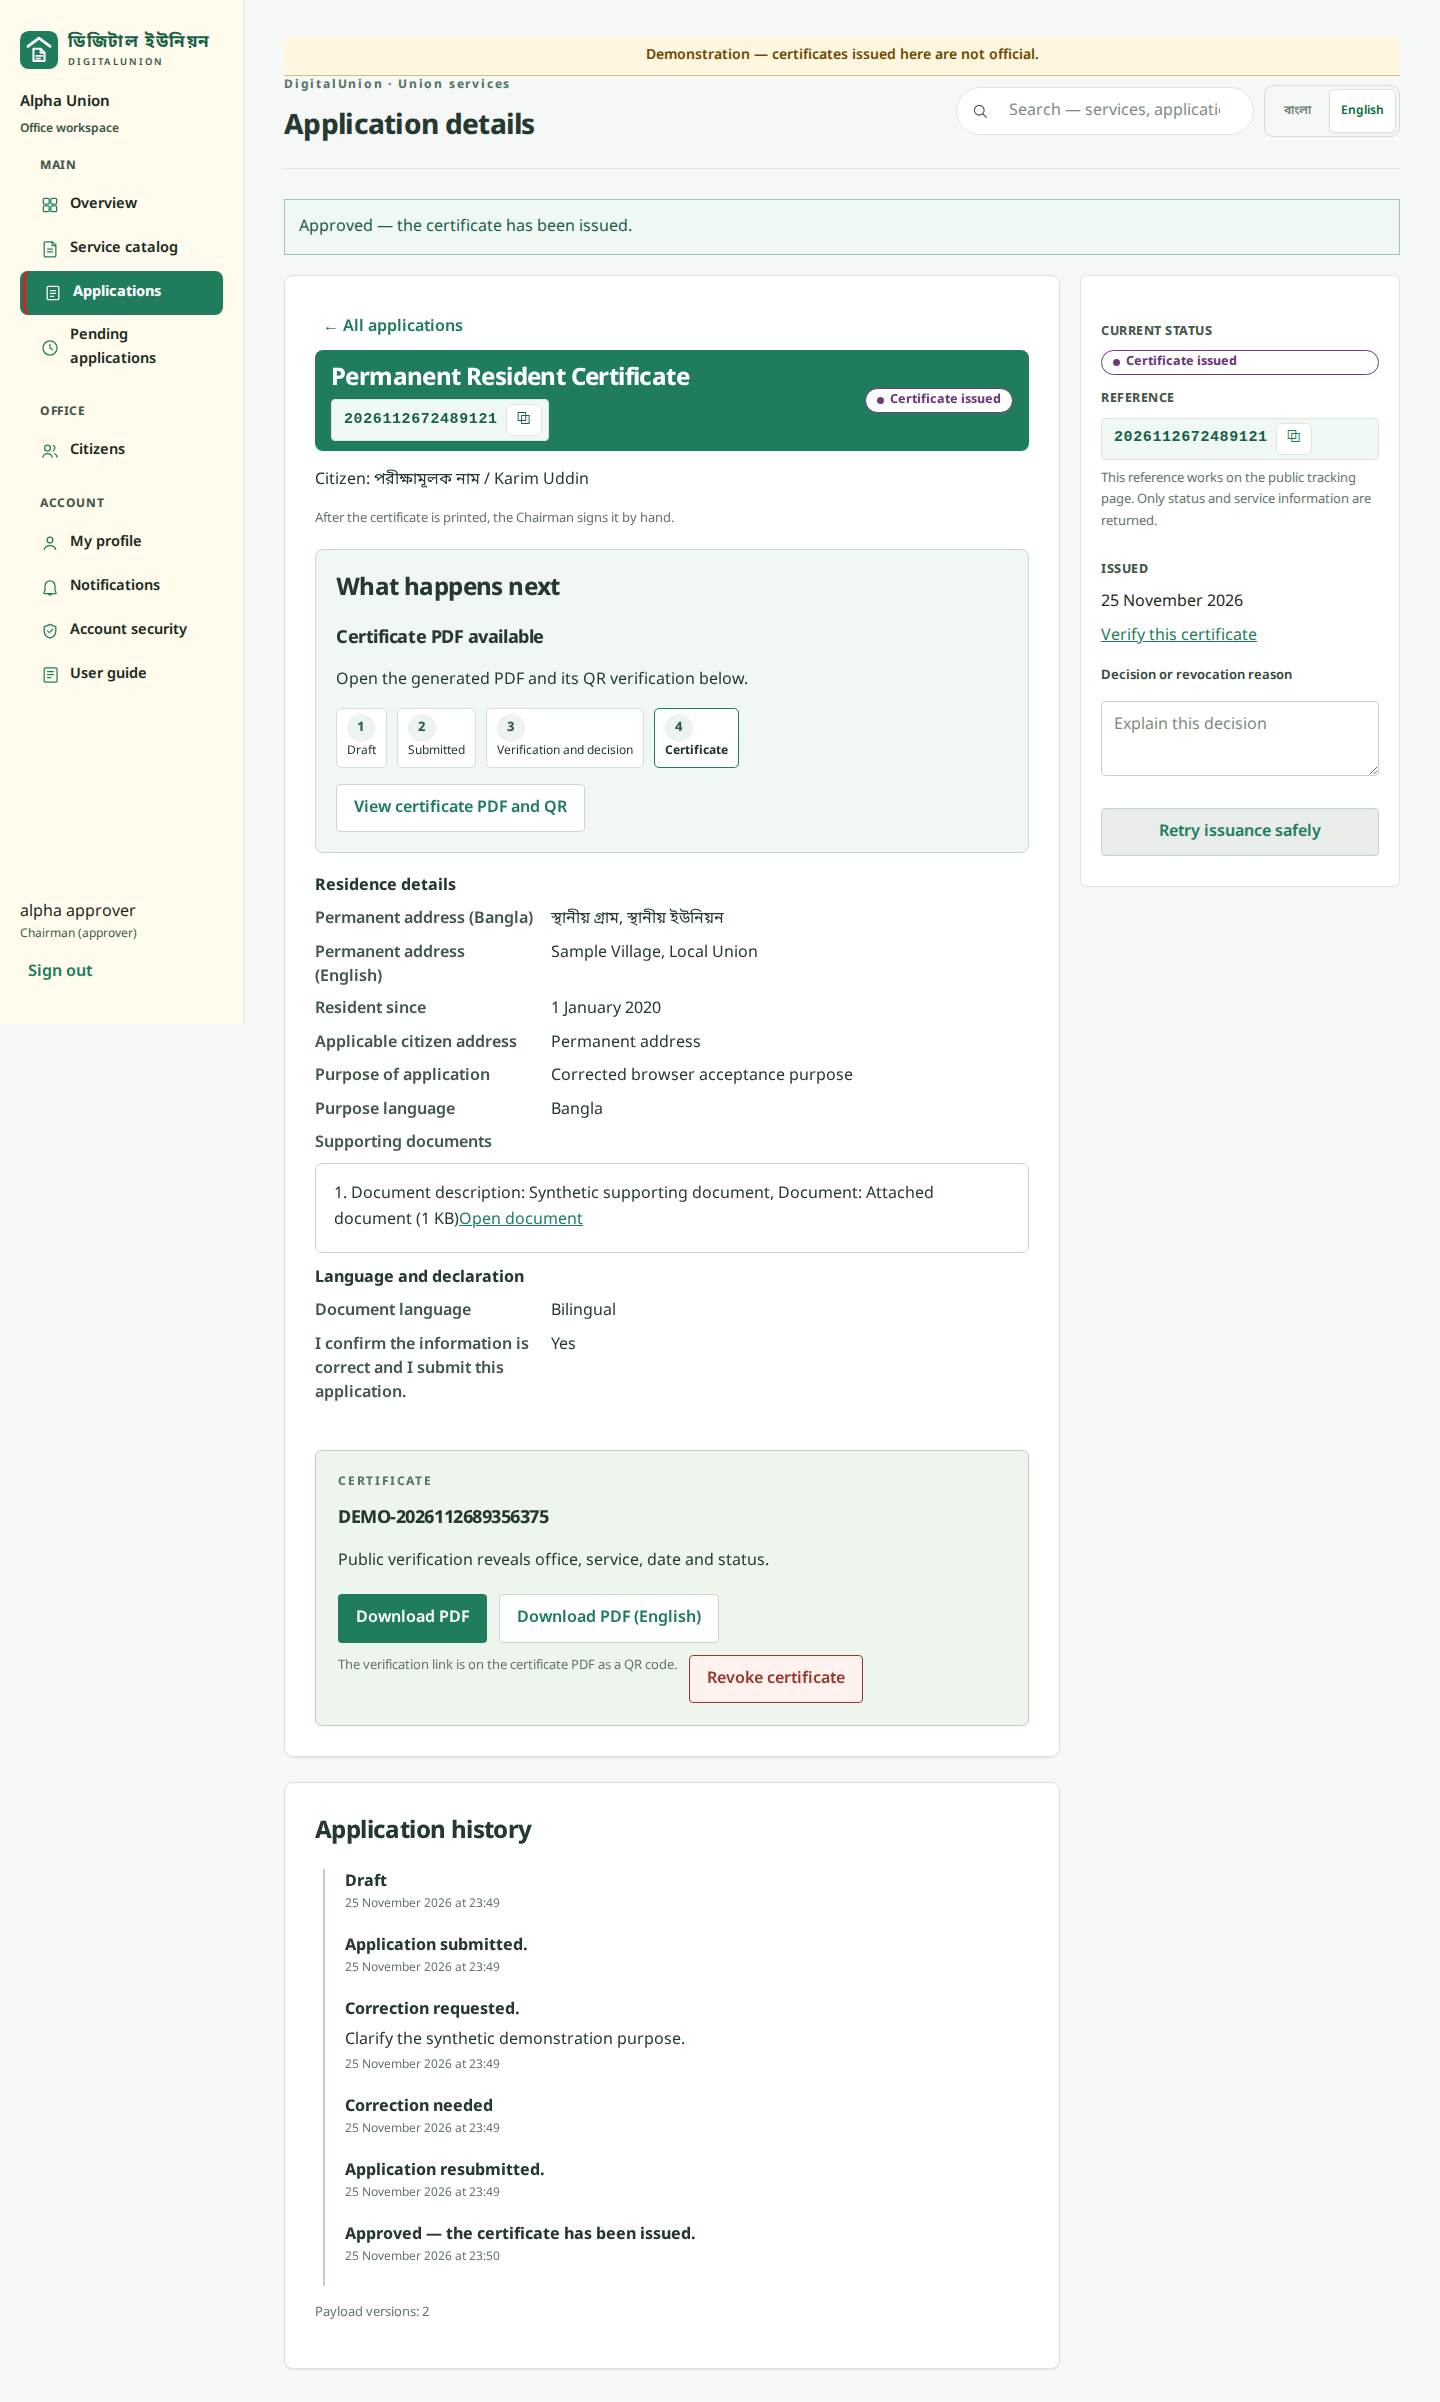 ডিজিটাল ইউনিয়ন
DIGITALUNION
Alpha Union
Office workspace
MAIN
Overview
Service catalog
Applications
Pending
applications
OFFICE
Citizens
ACCOUNT
My profile
Notifications
Account security
User guide
alpha approver
Chairman (approver)
Sign out
Demonstration — certificates issued here are not official.
DigitalUnion · Union services
Application details
Search — services, applicati
বাংলা
English
Approved — the certificate has been issued.
← All applications
Permanent Resident Certificate
2026112672489121
Certificate issued
Citizen: পরীক্ষামূলক নাম / Karim Uddin
After the certificate is printed, the Chairman signs it by hand.
What happens next
Certificate PDF available
Open the generated PDF and its QR verification below.
1
Draft
2
Submitted
3
Verification and decision
4
Certificate
View certificate PDF and QR
Residence details
Permanent address (Bangla) স্থানীয় গ্রাম, স্থানীয় ইউনিয়ন
Permanent address
(English)
Sample Village, Local Union
Resident since 1 January 2020
Applicable citizen address Permanent address
Purpose of application Corrected browser acceptance purpose
Purpose language Bangla
Supporting documents
1. Document description: Synthetic supporting document, Document: Attached
document (1 KB)Open document
Language and declaration
Document language Bilingual
I confirm the information is
correct and I submit this
application.
Yes
CERTIFICATE
DEMO-2026112689356375
Public verification reveals office, service, date and status.
Download PDF
Download PDF (English)
The verification link is on the certificate PDF as a QR code.
Revoke certificate
Application history
Draft
25 November 2026 at 23:49
Application submitted.
25 November 2026 at 23:49
Correction requested.
Clarify the synthetic demonstration purpose.
25 November 2026 at 23:49
Correction needed
25 November 2026 at 23:49
Application resubmitted.
25 November 2026 at 23:49
Approved — the certificate has been issued.
25 November 2026 at 23:50
Payload versions: 2
CURRENT STATUS
Certificate issued
REFERENCE
2026112672489121
This reference works on the public tracking
page. Only status and service information are
returned.
ISSUED
25 November 2026
Verify this certificate
Decision or revocation reason
Explain this decision
Retry issuance safely